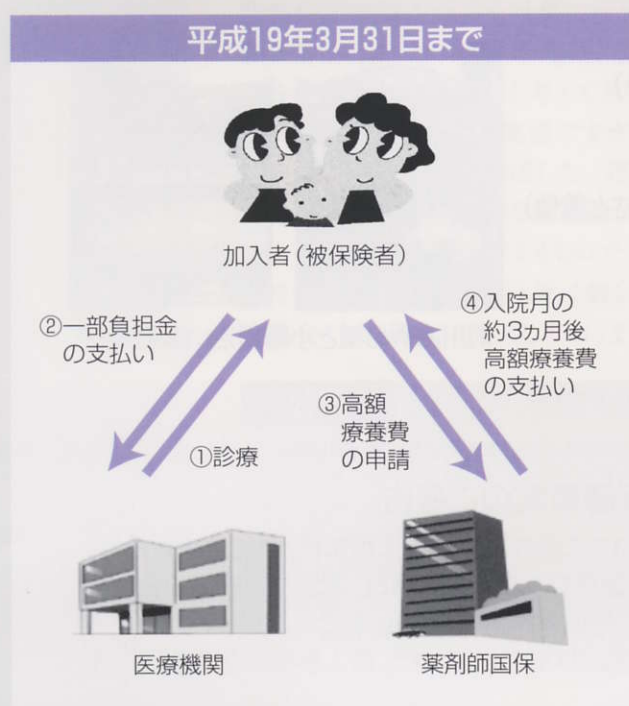 平成19年3月31日まで
加入者(被保険者)
②一部負担金
の支払い
①診療
③高額
療養費
の申請
④入院月の
約3ヵ月後
高額療養費
の支払い
医療機関
薬剤師国保